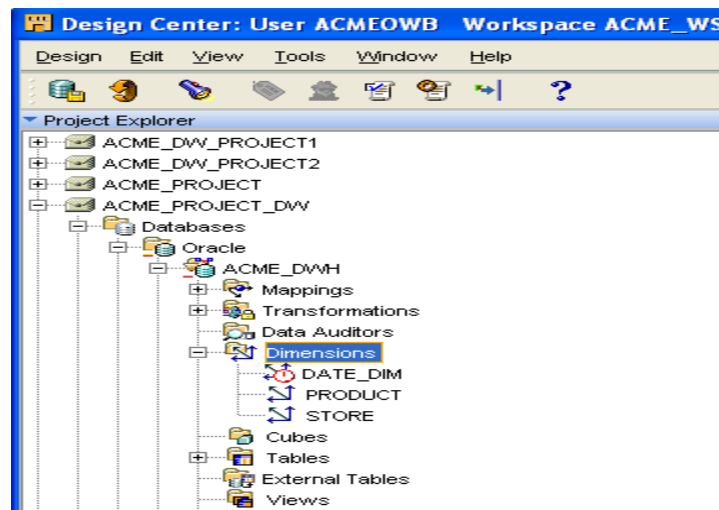 Design Center: User ACMEOWB Workspace ACME_WS
Design Edit View Tools Window Help
?
Project Explorer
ACME_DW_PROJECT1
ACME_DW_PROJECT2
ACME_PROJECT
ACME_PROJECT_DW
Databases
Oracle
ACME_DWH
Mappings
Transformations
Data Auditors
Dimensions
DATE_DIM
PRODUCT
STORE
Cubes
Tables
External Tables
Views